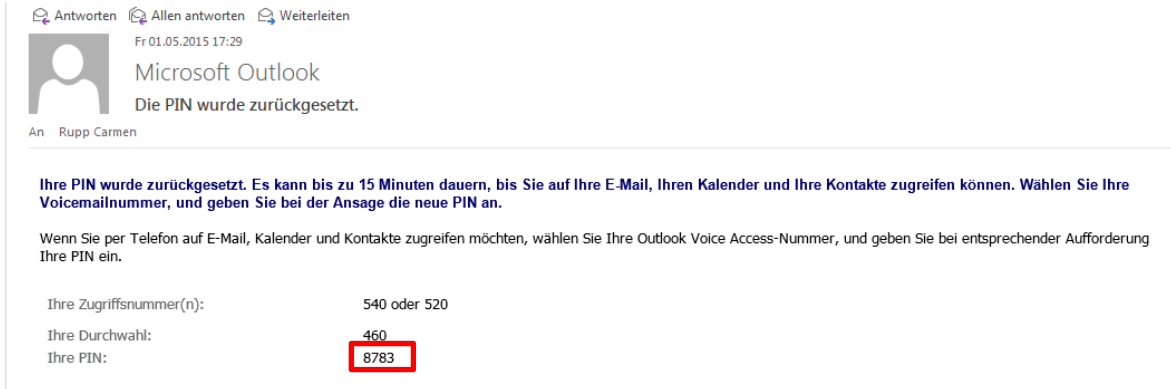 Antworten Allen antworten Weiterleiten
Fr 01.05.2015 17:29
Microsoft Outlook
Die PIN wurde zurückgesetzt.
An Rupp Carmen
Ihre PIN wurde zurückgesetzt. Es kann bis zu 15 Minuten dauern, bis Sie auf Ihre E-Mail, Ihren Kalender und Ihre Kontakte zugreifen können. Wählen Sie Ihre
Voicemailnummer, und geben Sie bei der Ansage die neue PIN an.
Wenn Sie per Telefon auf E-Mail, Kalender und Kontakte zugreifen möchten, wählen Sie Ihre Outlook Voice Access-Nummer, und geben Sie bei entsprechender Aufforderung
Ihre PIN ein.
Ihre Zugriffsnummer(n): 540 oder 520
Ihre Durchwahl: 460
Ihre PIN: 8783